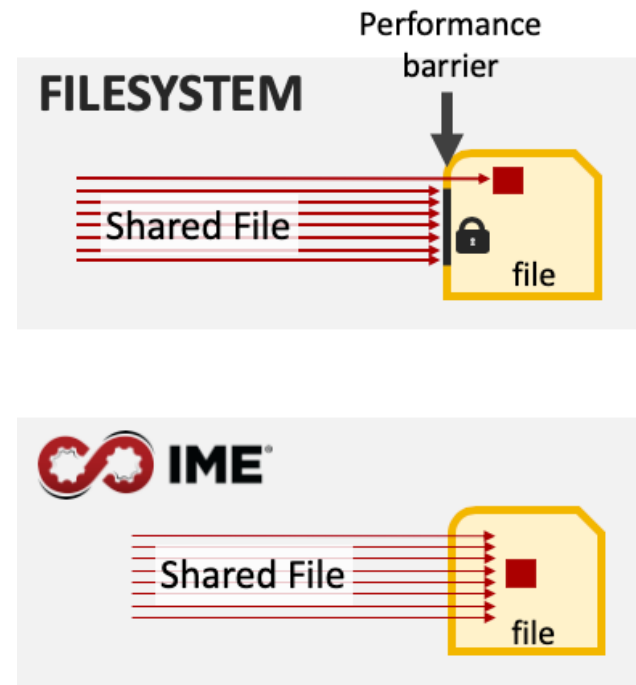 Performance
barrier
FILESYSTEM
Shared File
file
IME®
Shared File
file